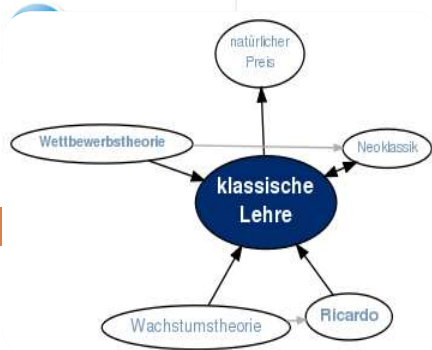 natürlicher
Preis
Wettbewerbstheorie
Neoklassik
klassische
Lehre
Wachstumstheorie
Ricardo